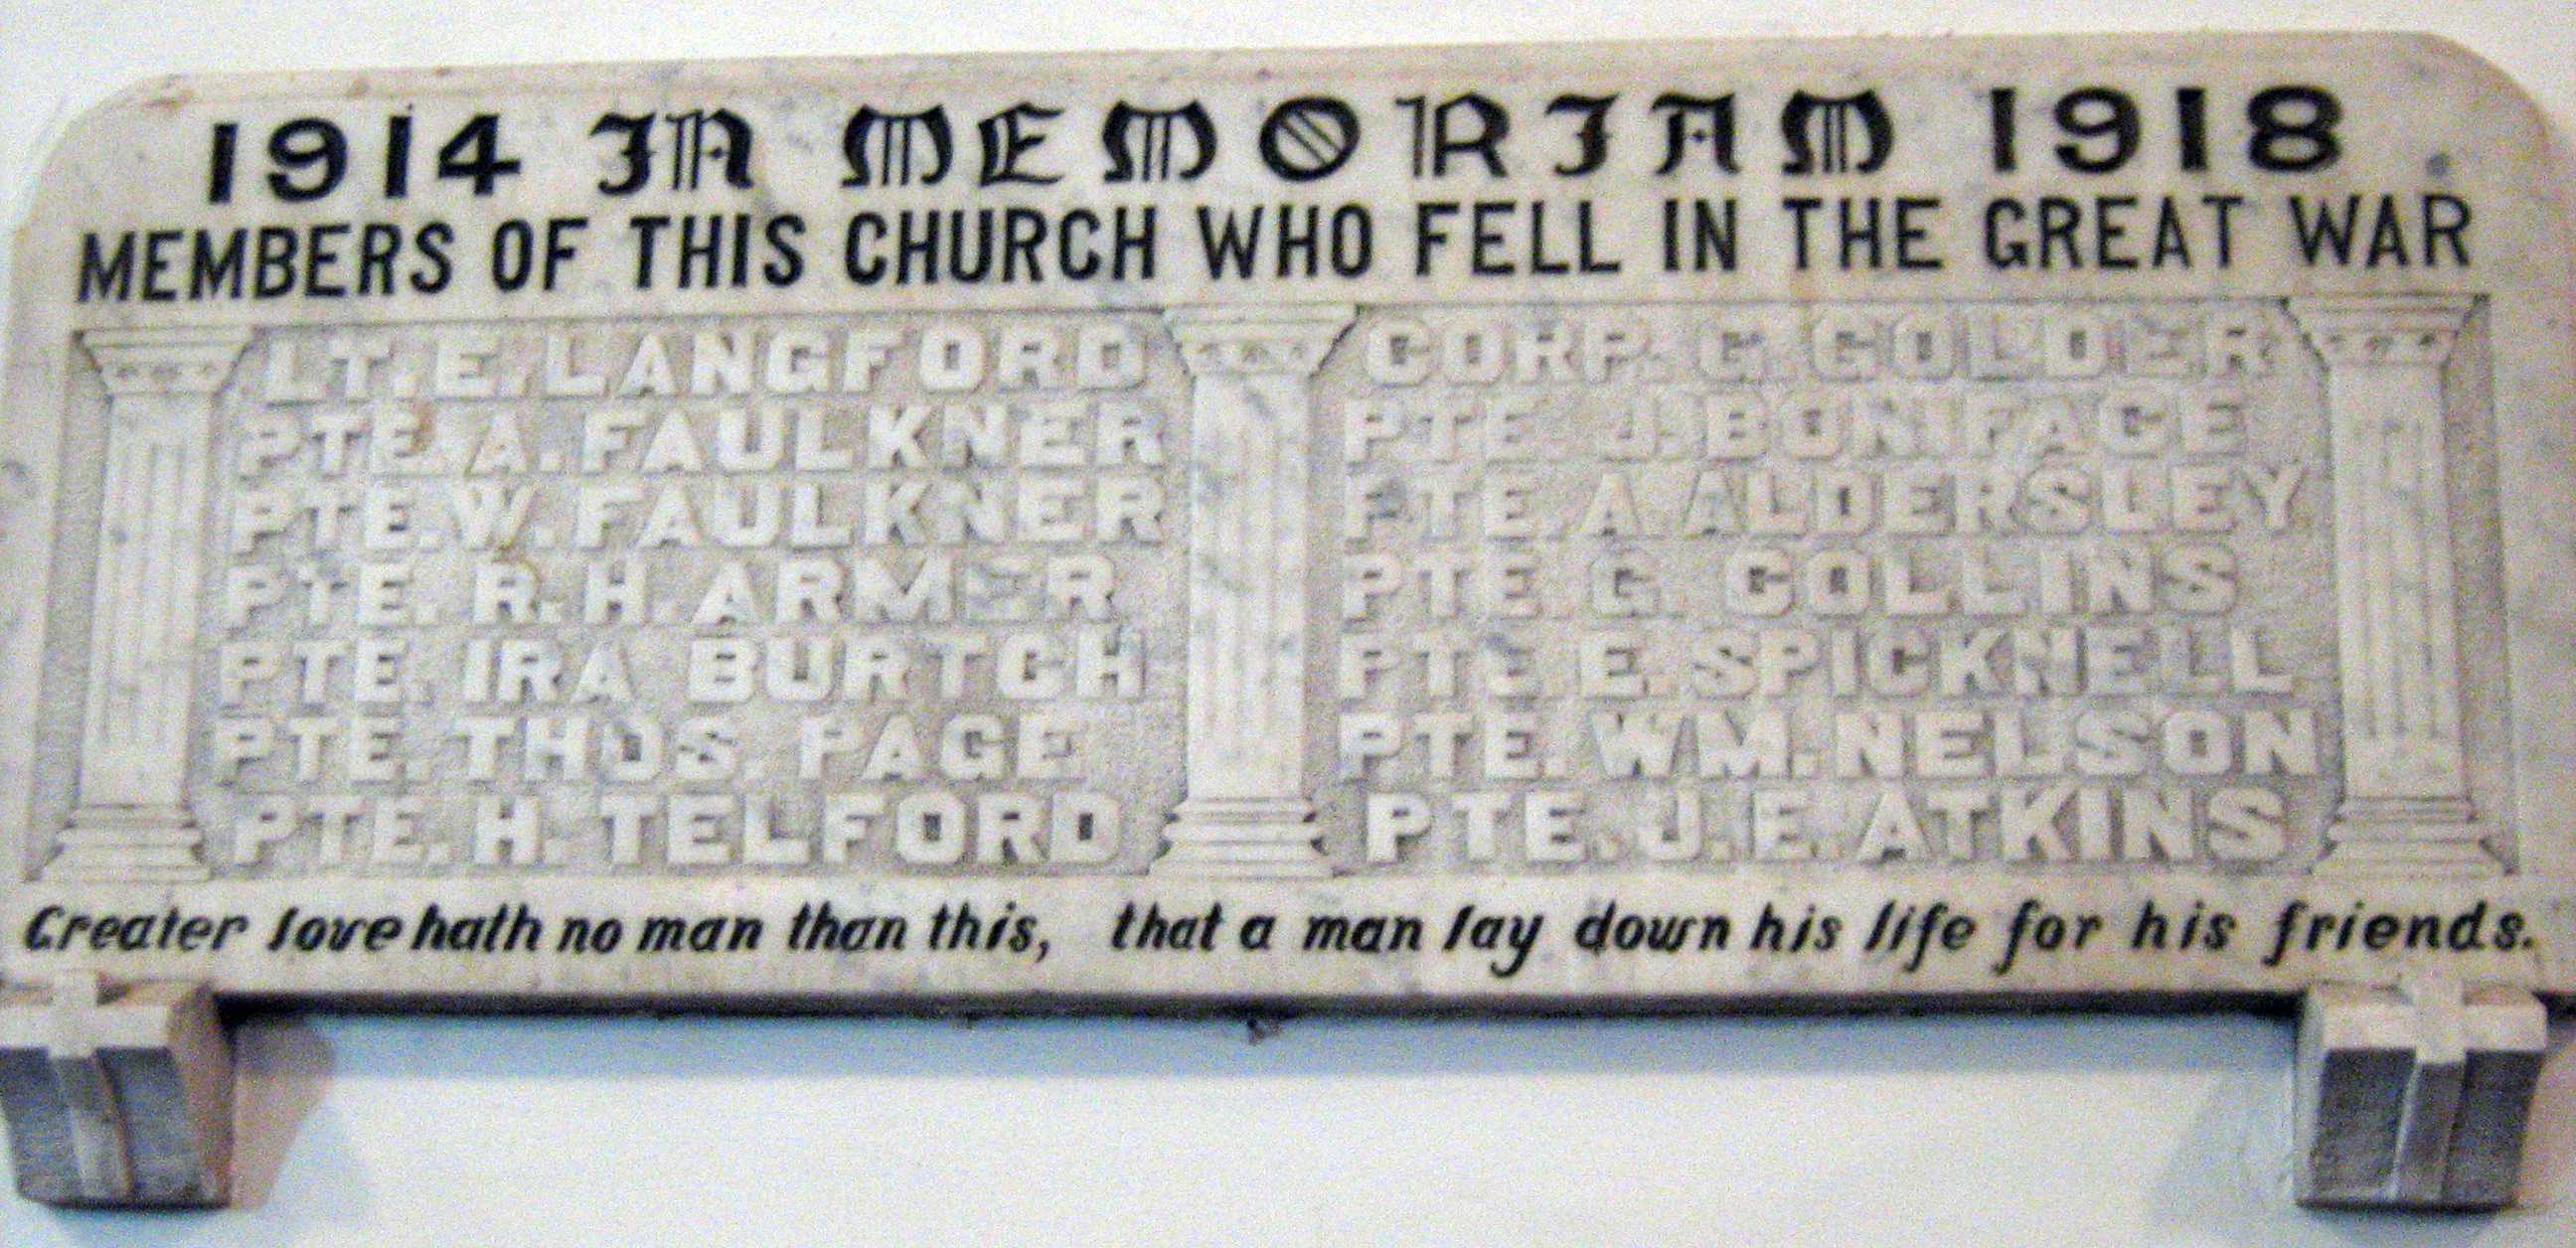 1914 IN MEMORIAM 1918
MEMBERS OF THIS CHURCH WHO FELL IN THE GREAT WAR
LT. E. LANGFORD
PTE. A. FAULKNER
PTE. W. FAULKNER
PTE. R. H. ARMER
PTE. IRA BURTCH
PTE. THOS. PAGE
PTE. H. TELFORD
CORP. G. GOLDER
PTE. J. BONIFACE
PTE. A. ALDERSLEY
PTE. G. COLLINS
PTE. E. SPICKNELL
PTE. WM. NELSON
PTE. J. E. ATKINS
Greater love hath no man than this, that a man lay down his life for his friends.